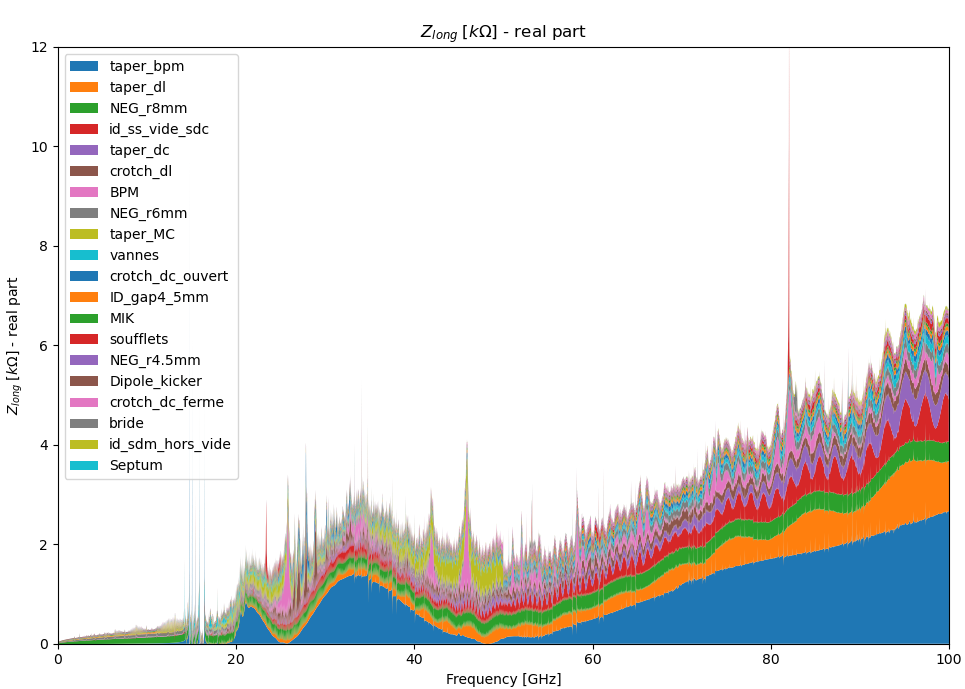 Z_long [kΩ] - real part
Z_long [kΩ] - real part
12
10
8
6
4
2
0
taper_bpm
taper_dl
NEG_r8mm
id_ss_vide_sdc
taper_dc
crotch_dl
BPM
NEG_r6mm
taper_MC
vannes
crotch_dc_ouvert
ID_gap4_5mm
MIK
soufflets
NEG_r4.5mm
Dipole_kicker
crotch_dc_ferme
bride
id_sdm_hors_vide
Septum
0 20 40 60 80 100
Frequency [GHz]